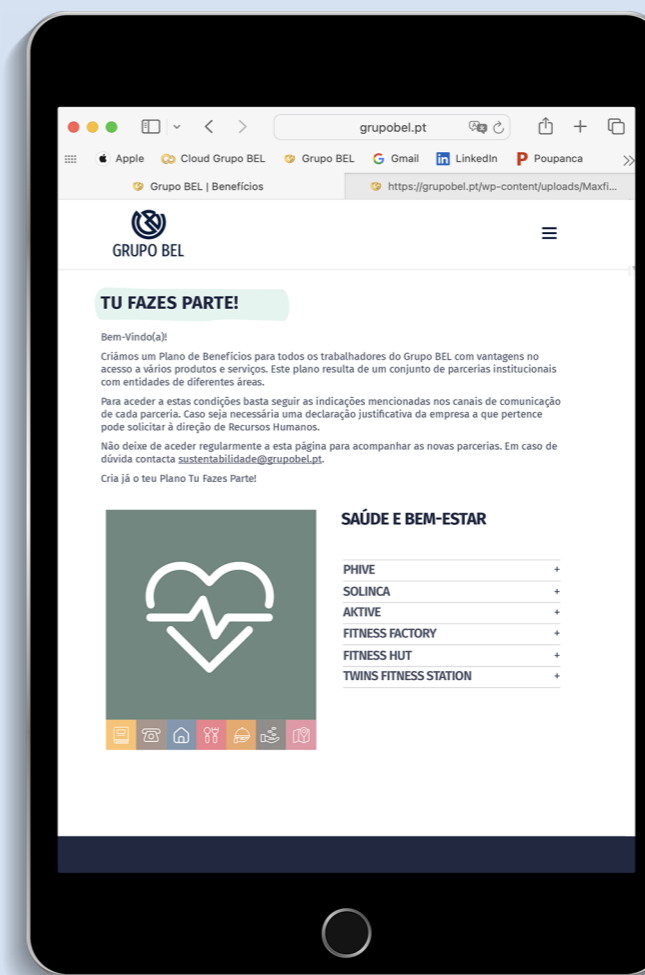 grupobel.pt
Apple Cloud Grupo BEL Grupo BEL Gmail LinkedIn Poupanca
Grupo BEL | Benefícios https://grupobel.pt/wp-content/uploads/Maxfi...
GRUPO BEL
TU FAZES PARTE!
Bem-Vindo(a)!
Criámos um Plano de Benefícios para todos os trabalhadores do Grupo BEL com vantagens no
acesso a vários produtos e serviços. Este plano resulta de um conjunto de parcerias institucionais
com entidades de diferentes áreas.
Para aceder a estas condições basta seguir as indicações mencionadas nos canais de comunicação
de cada parceria. Caso seja necessária uma declaração justificativa da empresa a que pertence
pode solicitar à direção de Recursos Humanos.
Não deixe de aceder regularmente a esta página para acompanhar as novas parcerias. Em caso de
dúvida contacta sustentabilidade@grupobel.pt.
Cria já o teu Plano Tu Fazes Parte!
SAÚDE E BEM-ESTAR
PHIVE +
SOLINCA +
AKTIVE +
FITNESS FACTORY +
FITNESS HUT +
TWINS FITNESS STATION +